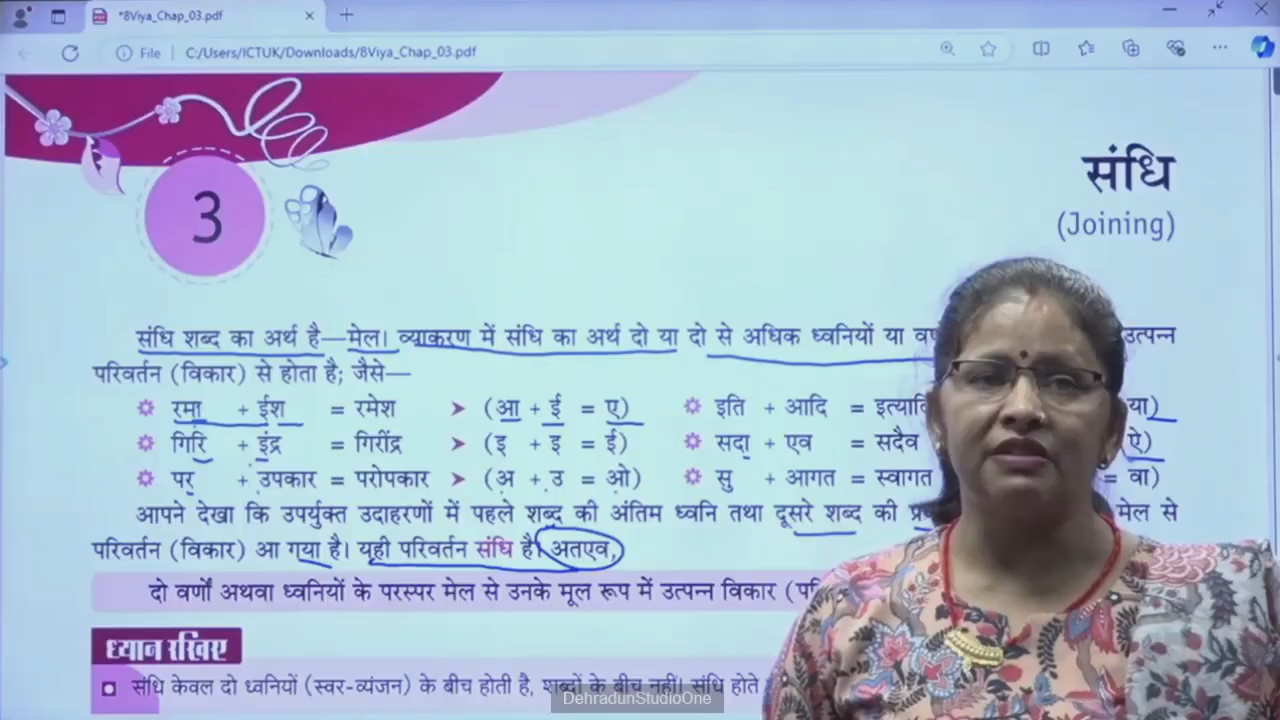 *8Viya_Chap_03.pdf
File C:/Users/ICTUK/Downloads/8Viya_Chap_03.pdf
3
संधि
(Joining)
संधि शब्द का अर्थ है—मेल। व्याकरण में संधि का अर्थ दो या दो से अधिक ध्वनियों या उत्पन्न
परिवर्तन (विकार) से होता है; जैसे—
रमा + ईश = रमेश ➤ (आ + ई = ए) इति + आदि = या)
गिरि + इंद्र = गिरींद्र ➤ (इ + इ = ई) सदा + एव = सदैव ऐ)
पर + उपकार = परोपकार ➤ (अ + उ = ओ) सु + आगत = स्वागत = वा)
आपने देखा कि उपर्युक्त उदाहरणों में पहले शब्द की अंतिम ध्वनि तथा दूसरे शब्द की मेल से
परिवर्तन (विकार) आ गया है। यही परिवर्तन संधि है। अतएव,
दो वर्णों अथवा ध्वनियों के परस्पर मेल से उनके मूल रूप में उत्पन्न विकार
ध्यान रखिए
संधि केवल दो ध्वनियों (स्वर-व्यंजन) के बीच होती है, शब्दों के बीच नहीं। संधि होते
DehradunStudioOne